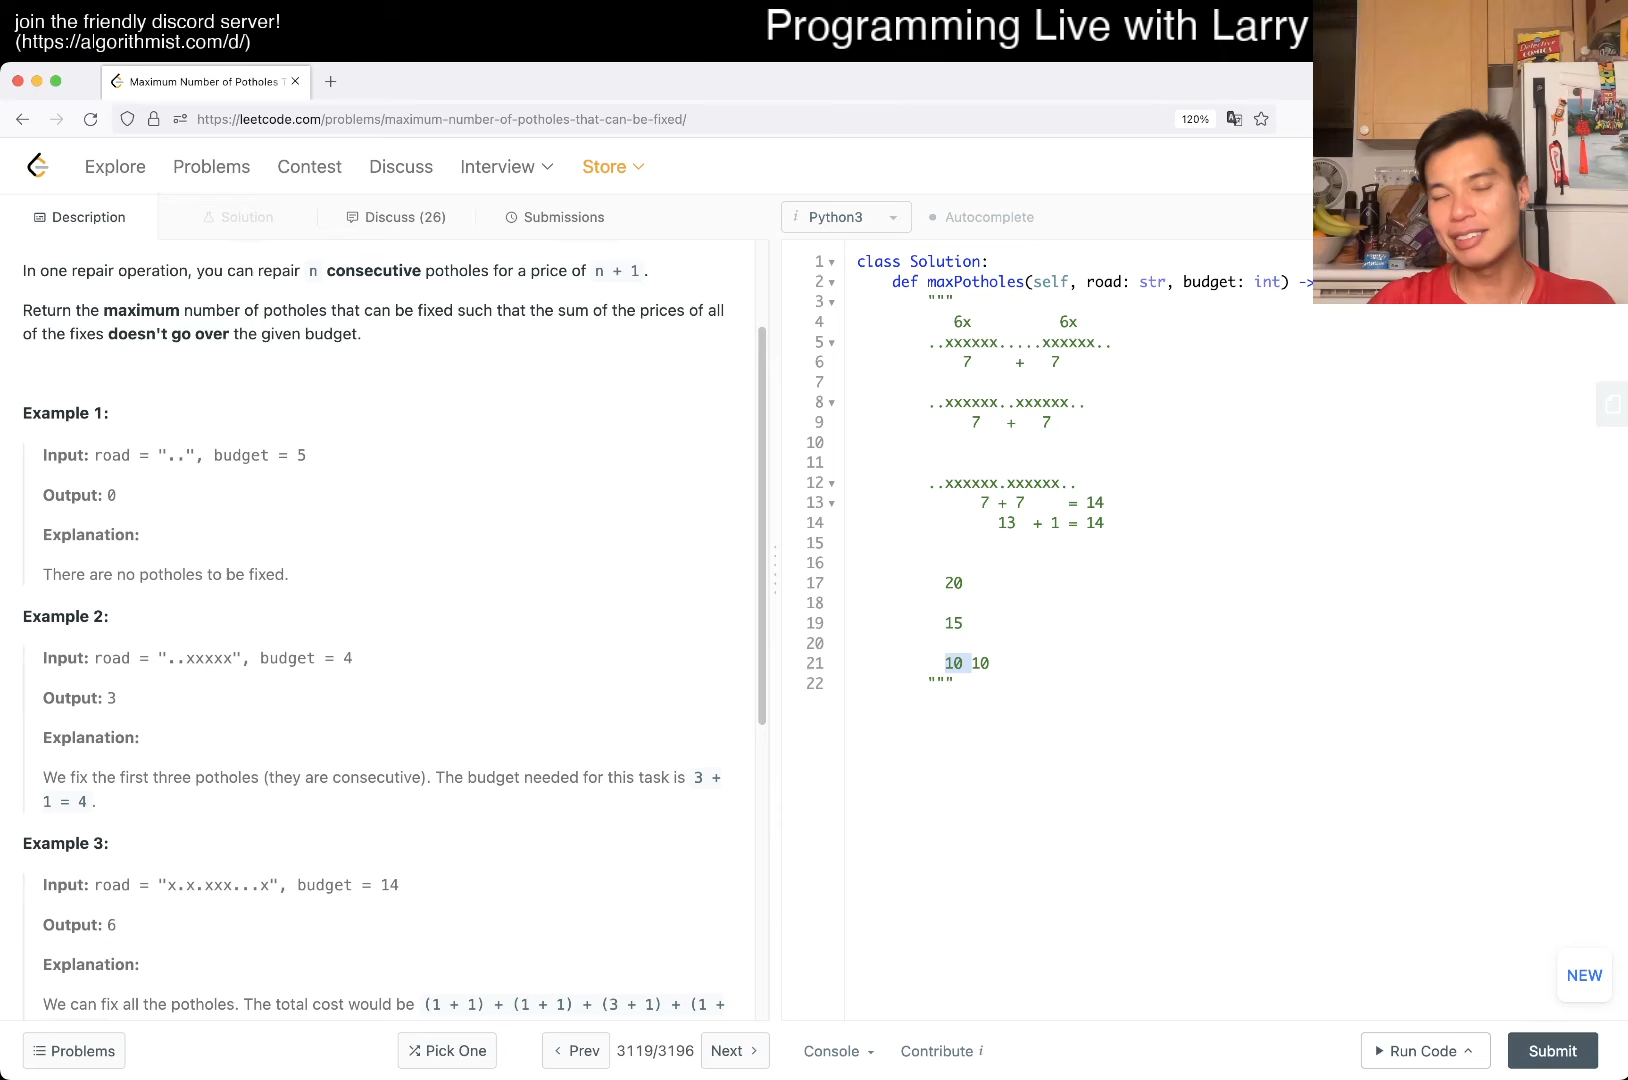 join the friendly discord server!
(https://algorithmist.com/d/)
Programming Live with Larry
Maximum Number of Potholes T
https://leetcode.com/problems/maximum-number-of-potholes-that-can-be-fixed/
120%
Explore Problems Contest Discuss Interview Store
Description Solution Discuss (26) Submissions
i Python3 Autocomplete
In one repair operation, you can repair n consecutive potholes for a price of n + 1.
Return the maximum number of potholes that can be fixed such that the sum of the prices of all
of the fixes doesn't go over the given budget.
Example 1:
Input: road = "..", budget = 5
Output: 0
Explanation:
There are no potholes to be fixed.
Example 2:
Input: road = "..xxxxx", budget = 4
Output: 3
Explanation:
We fix the first three potholes (they are consecutive). The budget needed for this task is 3 +
1 = 4.
Example 3:
Input: road = "x.x.xxx...x", budget = 14
Output: 6
Explanation:
We can fix all the potholes. The total cost would be (1 + 1) + (1 + 1) + (3 + 1) + (1 +
1 class Solution:
2 def maxPotholes(self, road: str, budget: int) ->
3 """
4 6x 6x
5 ..xxxxxx.....xxxxxx..
6 7 + 7
7
8 ..xxxxxx..xxxxxx..
9 7 + 7
10
11
12 ..xxxxxx.xxxxxx..
13 7 + 7 = 14
14 13 + 1 = 14
15
16
17 20
18
19 15
20
21 10 10
22 """
NEW
Problems Pick One Prev 3119/3196 Next Console Contribute i Run Code Submit